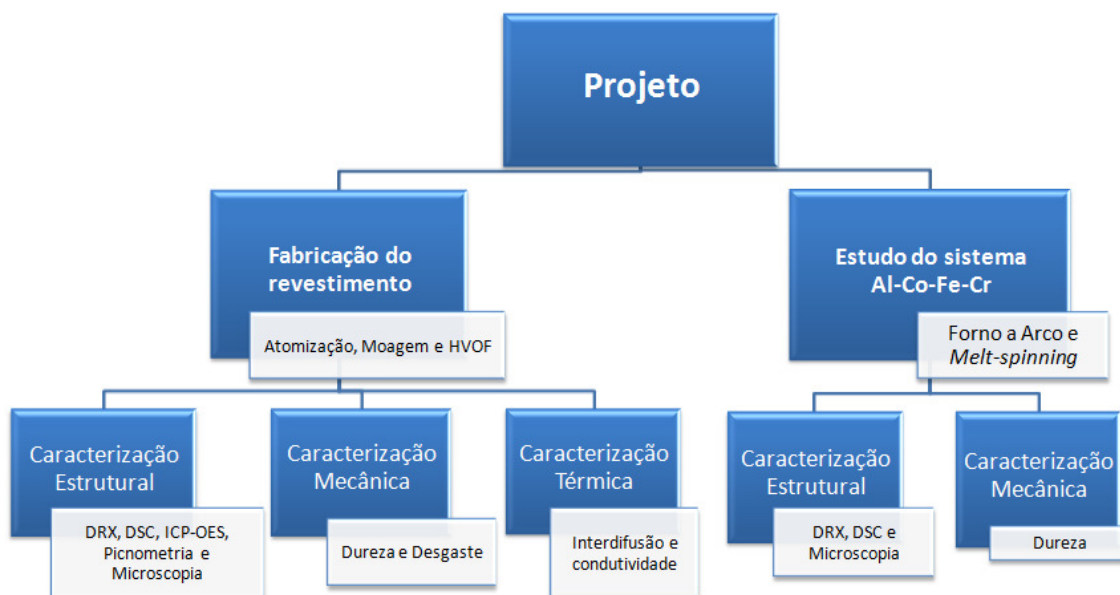 Projeto
Fabricação do
revestimento
Atomização, Moagem e HVOF
Estudo do sistema
Al-Co-Fe-Cr
Forno a Arco e
Melt-spinning
Caracterização
Estrutural
DRX, DSC, ICP-OES,
Picnometria e
Microscopia
Caracterização
Mecânica
Dureza e Desgaste
Caracterização
Térmica
Interdifusão e
condutividade
Caracterização
Estrutural
DRX, DSC e
Microscopia
Caracterização
Mecânica
Dureza